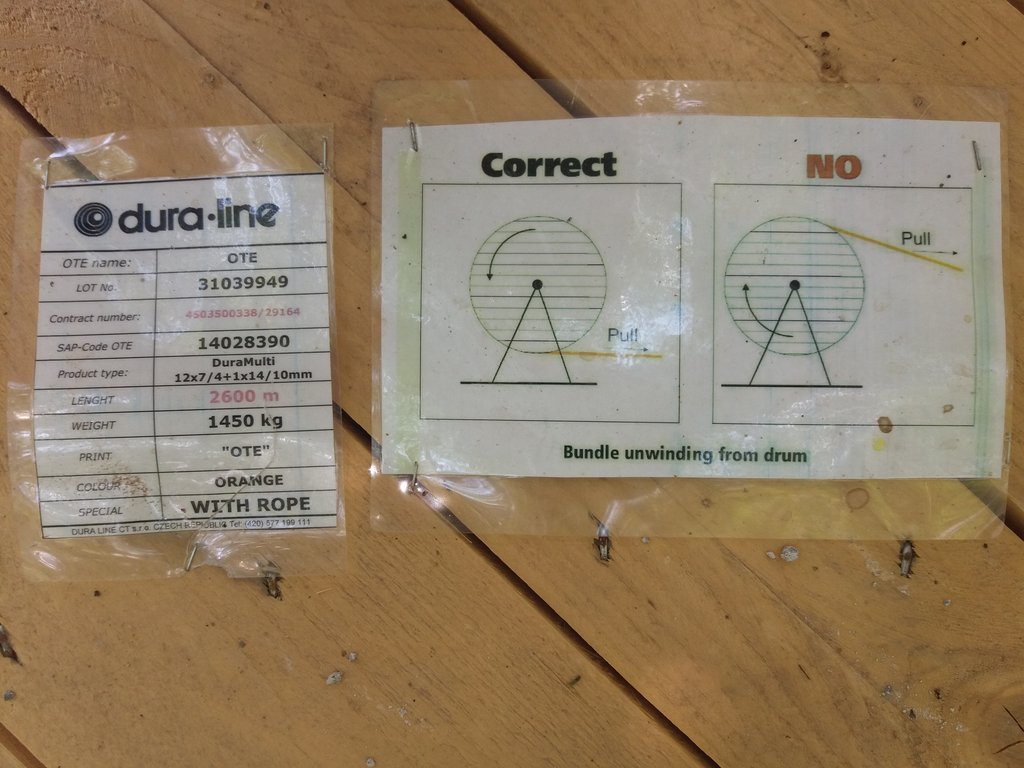 dura·line
OTE name: OTE
LOT No. 31039949
Contract number: 4503500338/29164
SAP-Code OTE 14028390
Product type: DuraMulti
12x7/4+1x14/10mm
LENGHT 2600 m
WEIGHT 1450 kg
PRINT "OTE"
COLOUR ORANGE
SPECIAL WITH ROPE
DURA LINE CT s.r.o. CZECH REPUBLIC Tel: (420) 577 199 111
Correct
Pull
NO
Pull
Bundle unwinding from drum